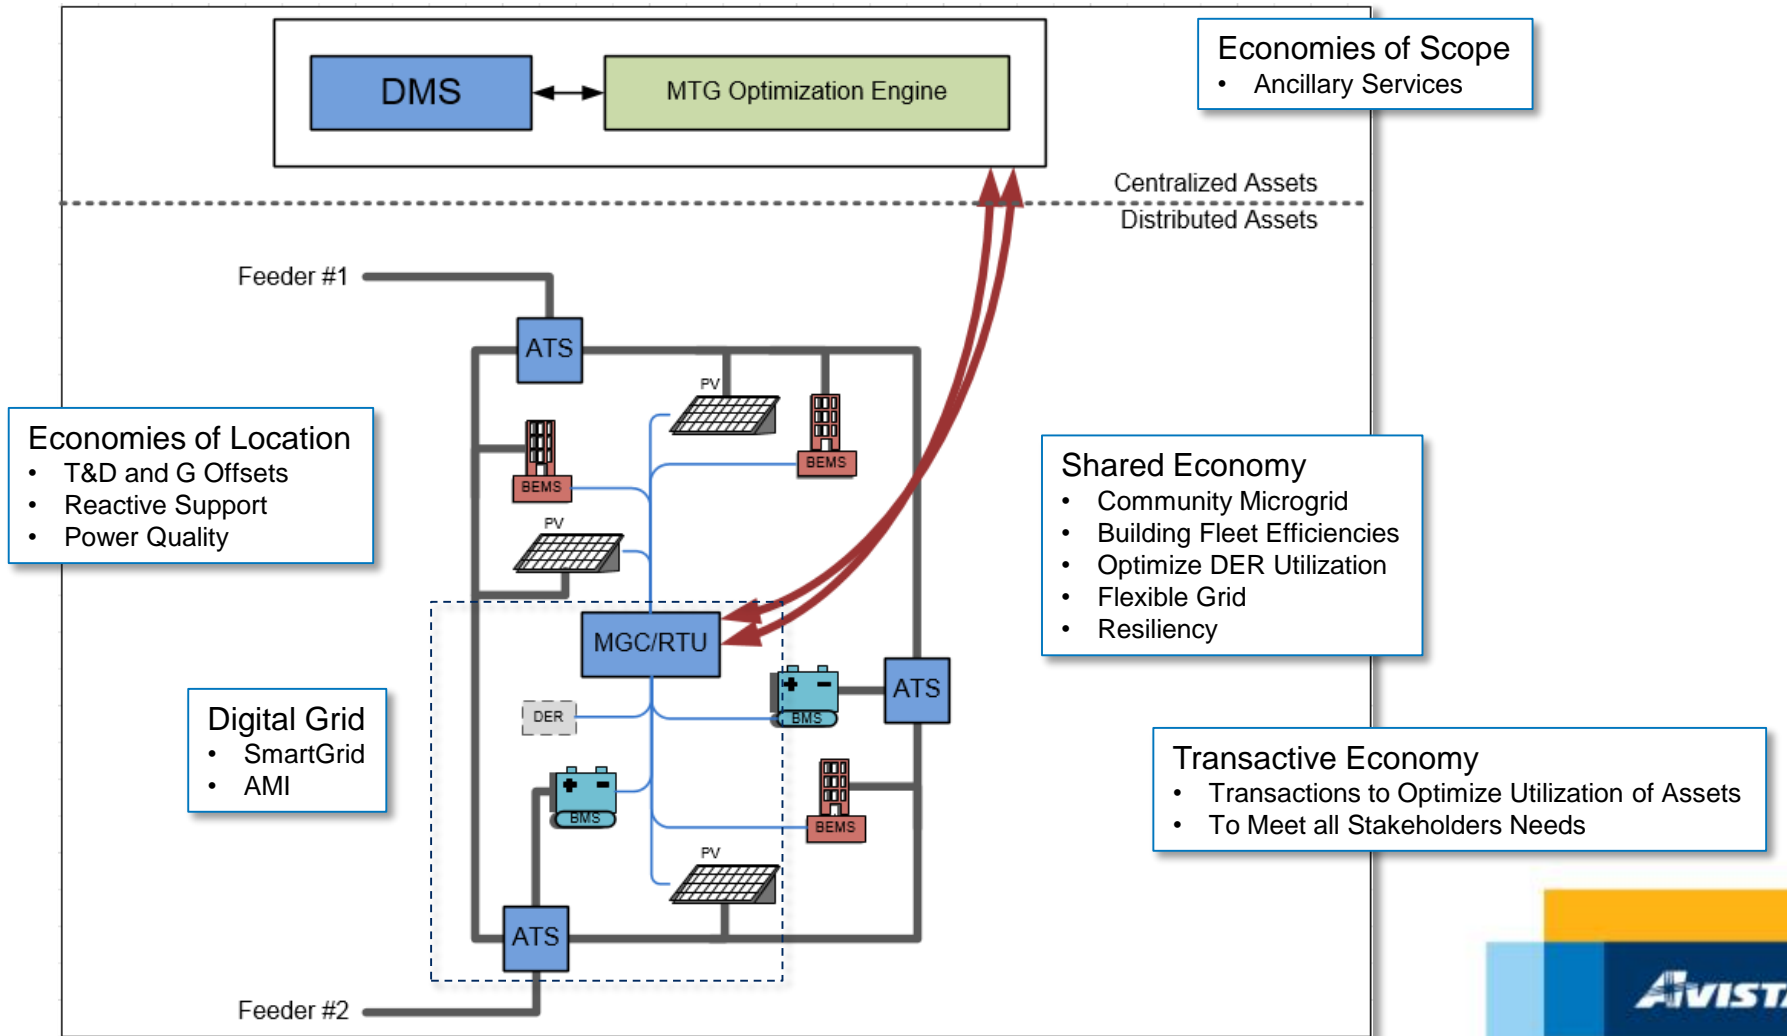 DMS
MTG Optimization Engine
Economies of Scope
• Ancillary Services
Centralized Assets
Distributed Assets
Feeder #1
ATS
PV
BEMS
BEMS
Economies of Location
• T&D and G Offsets
• Reactive Support
• Power Quality
PV
Shared Economy
• Community Microgrid
• Building Fleet Efficiencies
• Optimize DER Utilization
• Flexible Grid
• Resiliency
MGC/RTU
+ -
BMS
ATS
DER
Digital Grid
• SmartGrid
• AMI
+ -
BMS
BEMS
Transactive Economy
• Transactions to Optimize Utilization of Assets
• To Meet all Stakeholders Needs
PV
ATS
Feeder #2
AVISTA